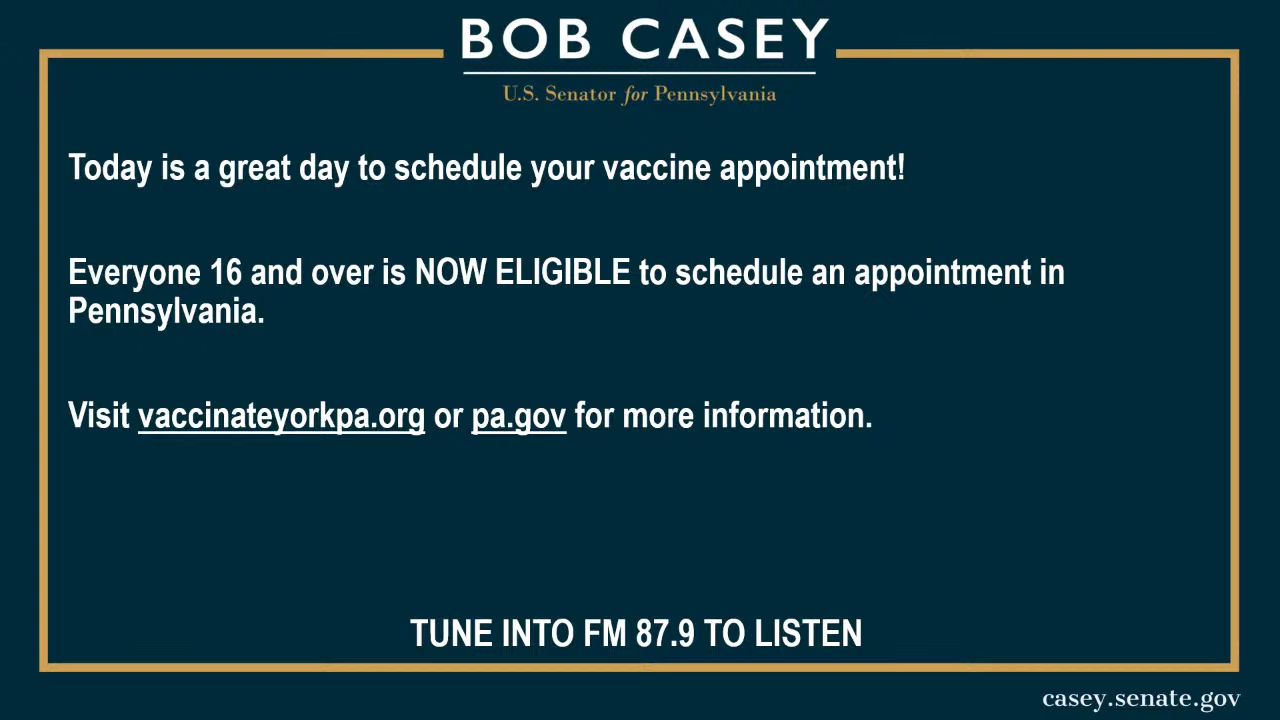 BOB CASEY
U.S. Senator for Pennsylvania
Today is a great day to schedule your vaccine appointment!
Everyone 16 and over is NOW ELIGIBLE to schedule an appointment in
Pennsylvania.
Visit vaccinateyorkpa.org or pa.gov for more information.
TUNE INTO FM 87.9 TO LISTEN
casey.senate.gov